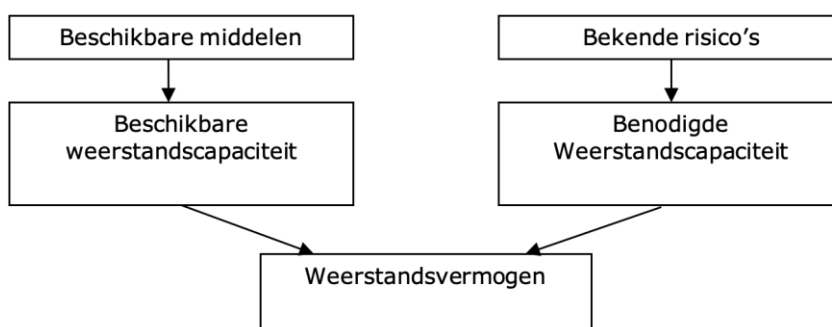 Beschikbare middelen
Bekende risico's
Beschikbare
weerstandscapaciteit
Benodigde
Weerstandscapaciteit
Weerstandsvermogen